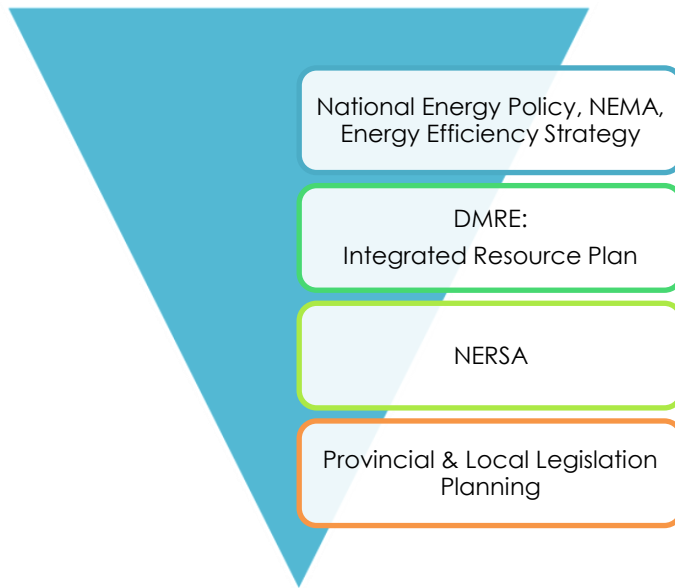 National Energy Policy, NEMA,
Energy Efficiency Strategy
DMRE:
Integrated Resource Plan
NERSA
Provincial & Local Legislation
Planning